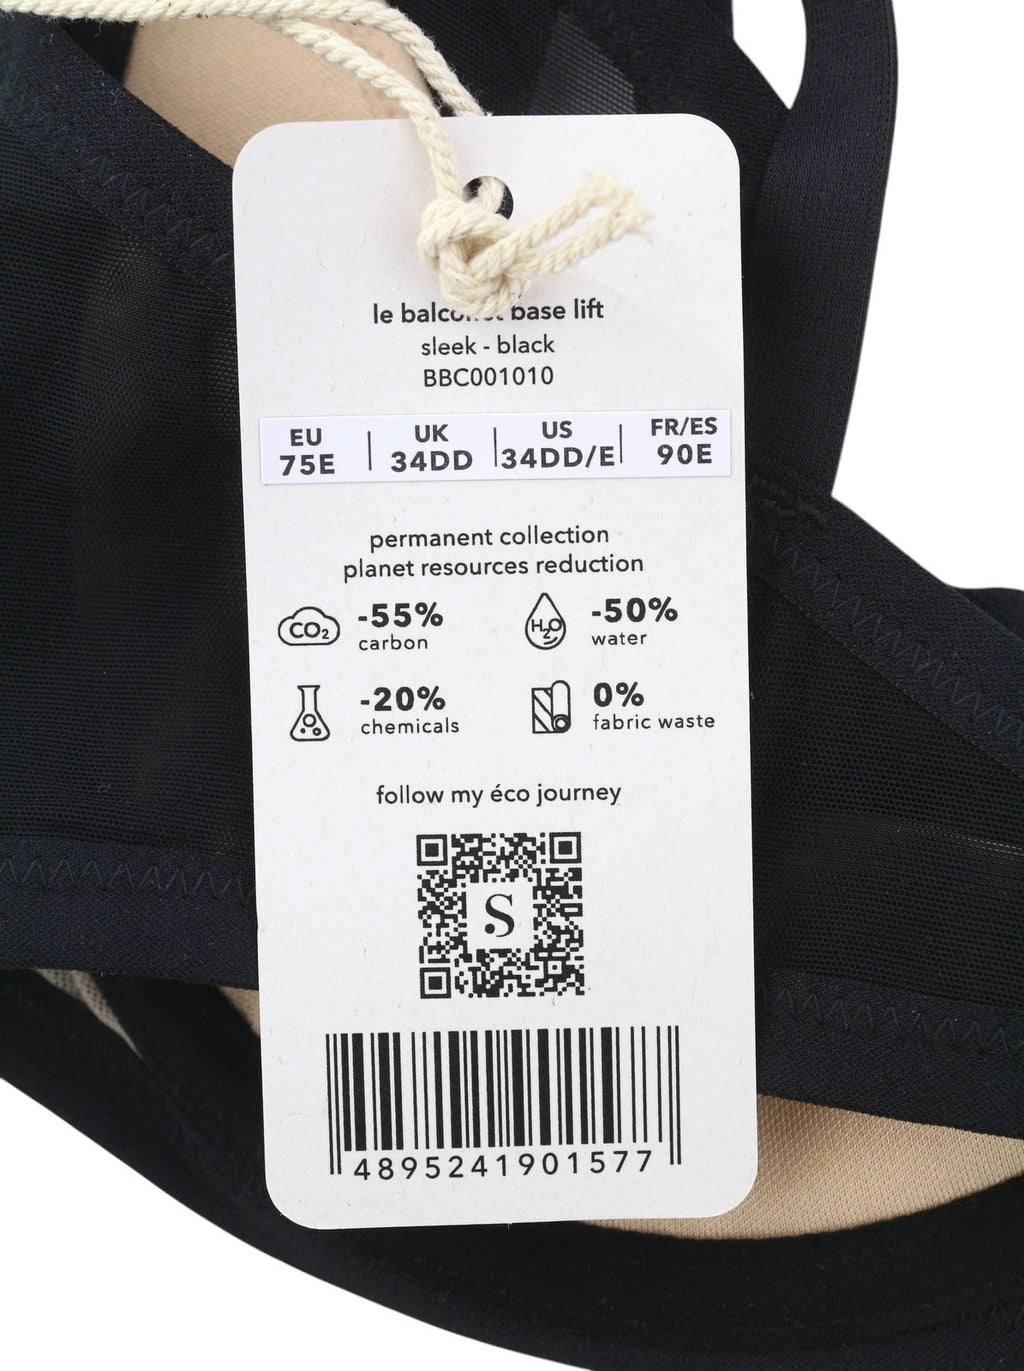 le base lift
sleek - black
BBC001010
EU | UK | US | FR/ES
75E | 34DD | 34DD/E | 90E
permanent collection
planet resources reduction
CO2 -55% carbon
H2O -50% water
-20% chemicals
0% fabric waste
follow my éco journey
S
4895241901577